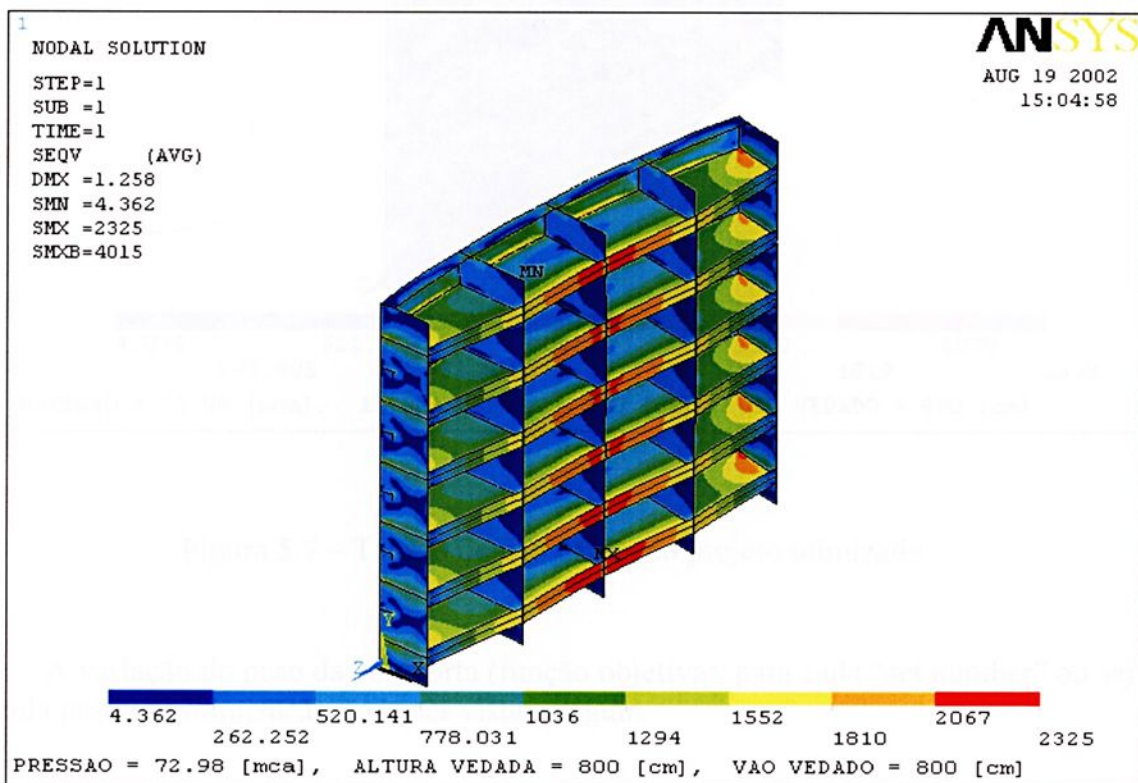 1
NODAL SOLUTION
STEP=1
SUB =1
TIME=1
SEQV (AVG)
DMX =1.258
SMN =4.362
SMX =2325
SMXB=4015
ANSYS
AUG 19 2002
15:04:58
MN
MX
Y
Z X
4.362 520.141 1036 1552 2067
262.252 778.031 1294 1810 2325
PRESSAO = 72.98 [mca], ALTURA VEDADA = 800 [cm], VAO VEDADO = 800 [cm]